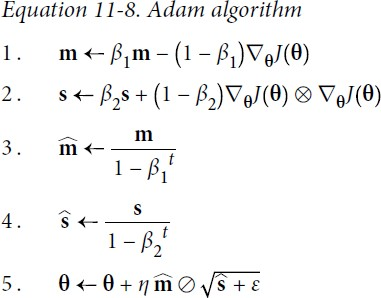 Equation 11-8. Adam algorithm
1. m ← β₁m − (1 − β₁)∇θJ(θ)
2. s ← β₂s + (1 − β₂)∇θJ(θ) ⊗ ∇θJ(θ)
3. m̂ ← m / (1 − β₁ᵗ)
4. ŝ ← s / (1 − β₂ᵗ)
5. θ ← θ + η m̂ ⊘ √(ŝ + ε)